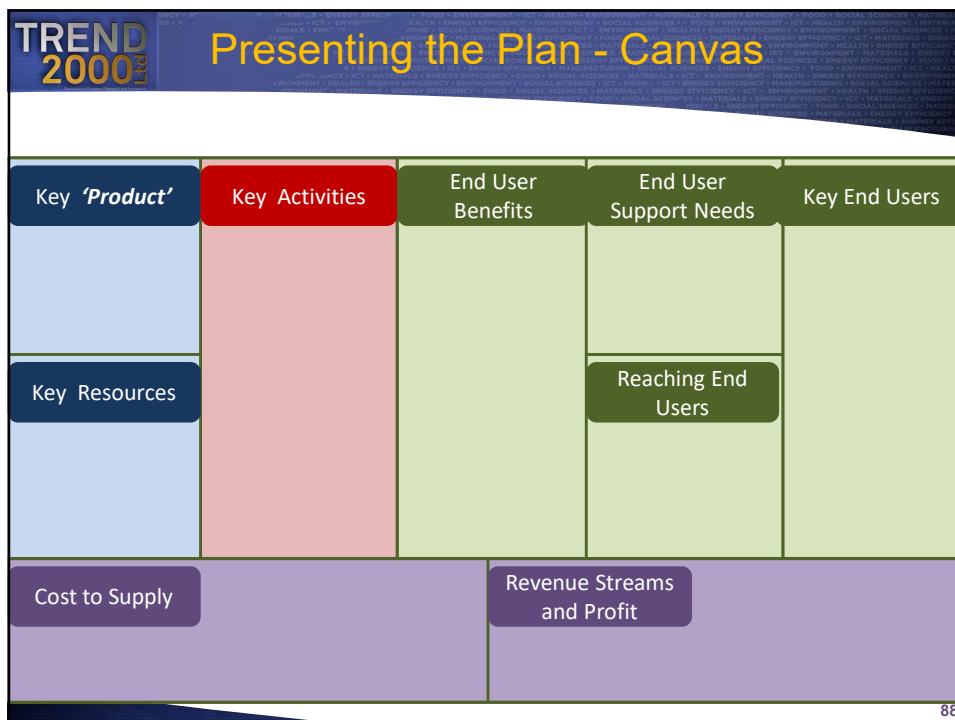 TREND
2000 Ltd
Presenting the Plan - Canvas
Key 'Product'
Key Activities
End User
Benefits
End User
Support Needs
Key End Users
Key Resources
Reaching End
Users
Cost to Supply
Revenue Streams
and Profit
88